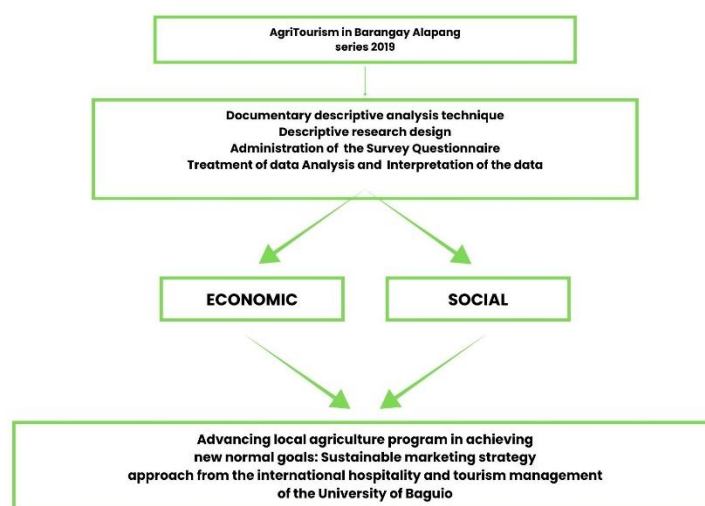 AgriTourism in Barangay Alapang
series 2019
Documentary descriptive analysis technique
Descriptive research design
Administration of the Survey Questionnaire
Treatment of data Analysis and Interpretation of the data
ECONOMIC
SOCIAL
Advancing local agriculture program in achieving
new normal goals: Sustainable marketing strategy
approach from the international hospitality and tourism management
of the University of Baguio